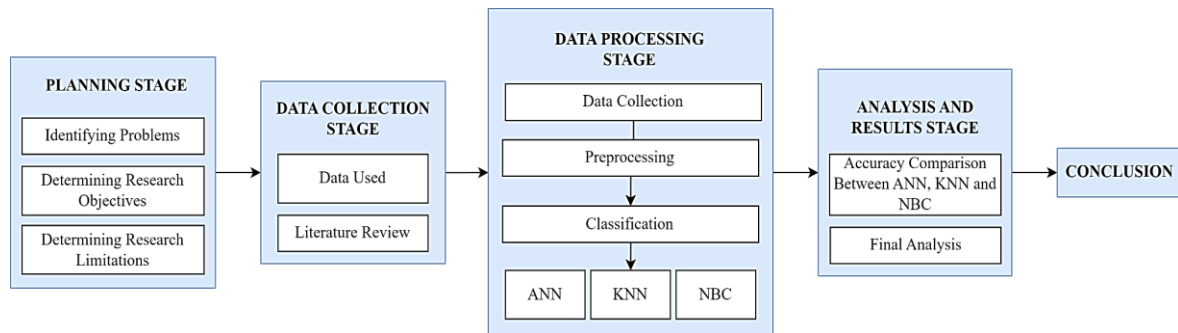 PLANNING STAGE
Identifying Problems
Determining Research
Objectives
Determining Research
Limitations
DATA COLLECTION
STAGE
Data Used
Literature Review
DATA PROCESSING
STAGE
Data Collection
Preprocessing
Classification
ANN
KNN
NBC
ANALYSIS AND
RESULTS STAGE
Accuracy Comparison
Between ANN, KNN and
NBC
Final Analysis
CONCLUSION